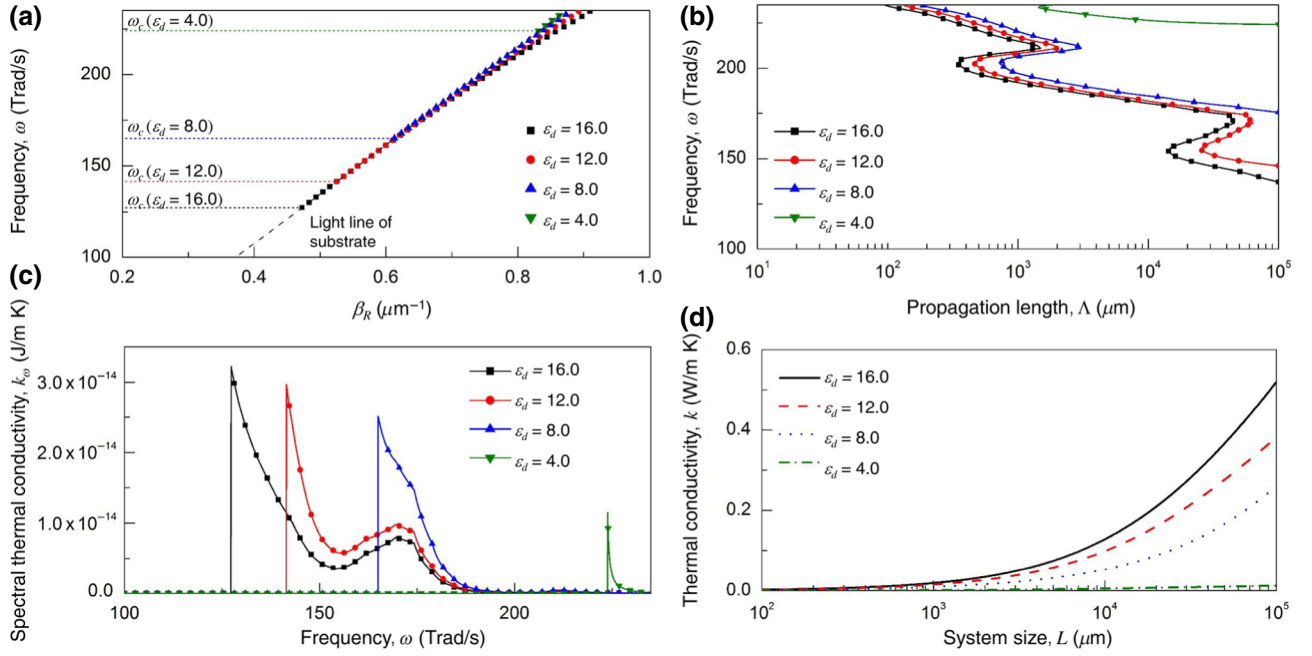 (a)
Frequency, ω (Trad/s)
200
150
100
ω_c (ε_d = 4.0)
ω_c (ε_d = 8.0)
ω_c (ε_d = 12.0)
ω_c (ε_d = 16.0)
Light line of
substrate
ε_d = 16.0
ε_d = 12.0
ε_d = 8.0
ε_d = 4.0
0.2 0.4 0.6 0.8 1.0
β_R (μm⁻¹)
(b)
Frequency, ω (Trad/s)
200
150
100
ε_d = 16.0
ε_d = 12.0
ε_d = 8.0
ε_d = 4.0
10¹ 10² 10³ 10⁴ 10⁵
Propagation length, Λ (μm)
(c)
Spectral thermal conductivity, k_ω (J/m K)
3.0 x 10⁻¹⁴
1.0 x 10⁻¹⁴
0.0
ε_d = 16.0
ε_d = 12.0
ε_d = 8.0
ε_d = 4.0
100 150 200
Frequency, ω (Trad/s)
(d)
Thermal conductivity, k (W/m K)
0.6
0.4
0.2
0.0
ε_d = 16.0
ε_d = 12.0
ε_d = 8.0
ε_d = 4.0
10² 10³ 10⁴ 10⁵
System size, L (μm)